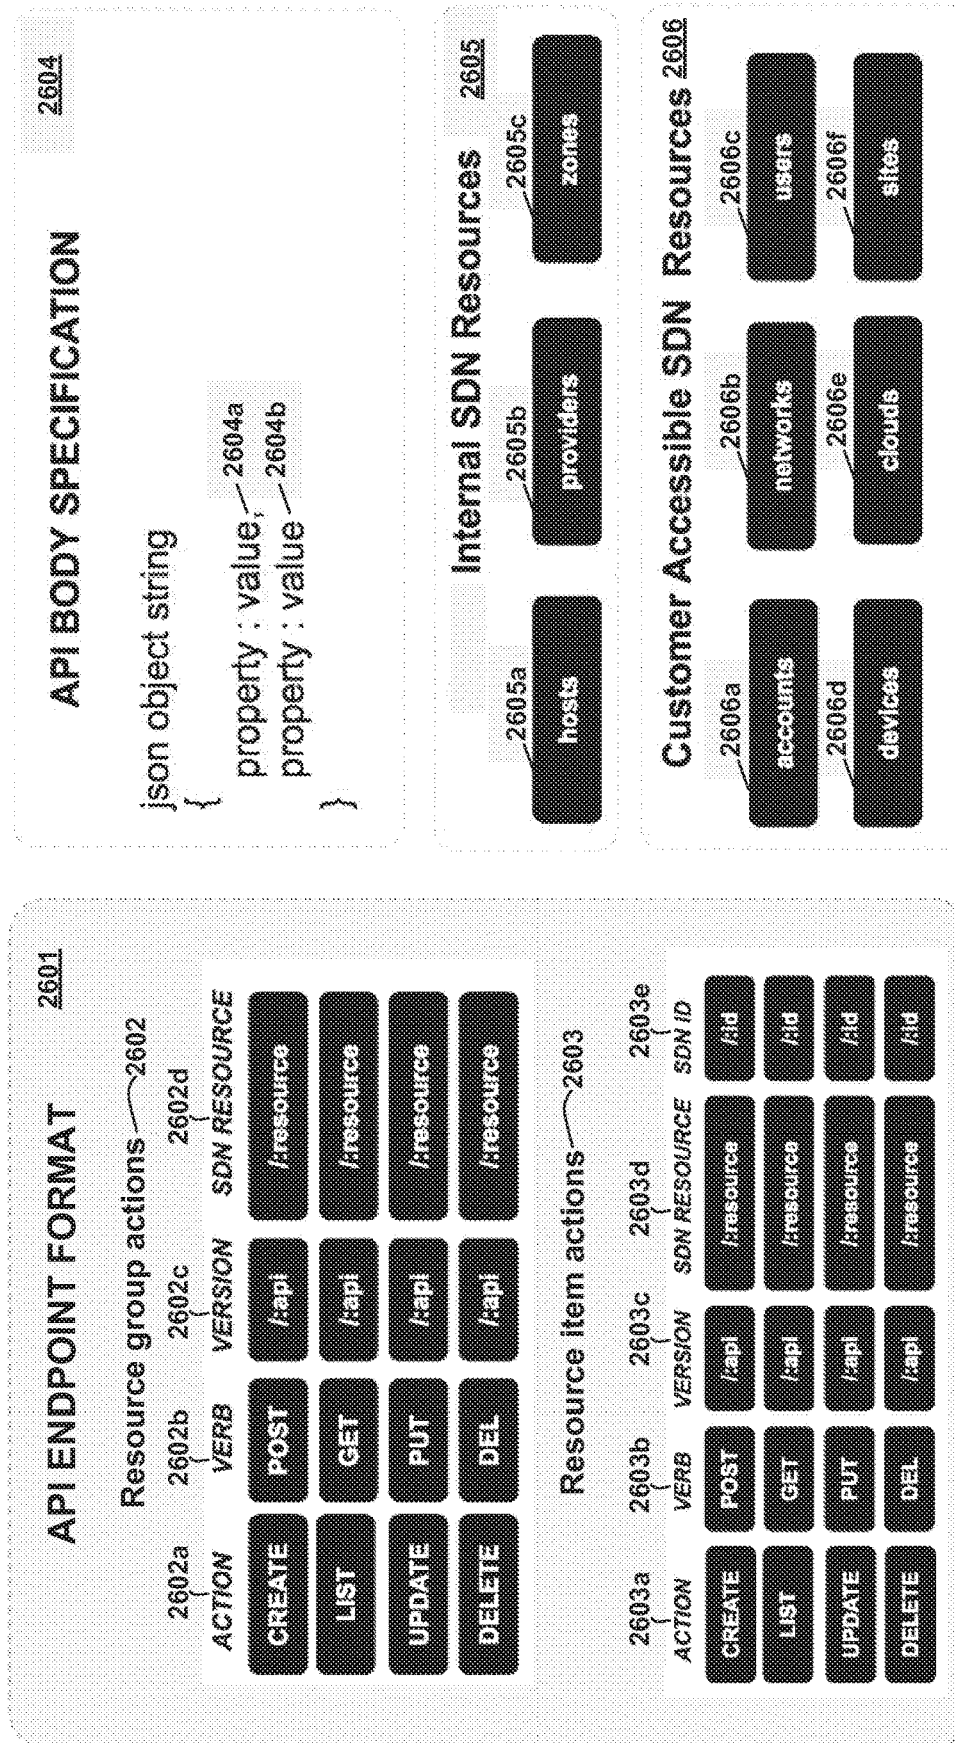 API ENDPOINT FORMAT
2601
Resource group actions 2602
2602a 2602b 2602c 2602d
ACTION VERB VERSION SDN RESOURCE
CREATE POST /:api /:resource
LIST GET /:api /:resource
UPDATE PUT /:api /:resource
DELETE DEL /:api /:resource
Resource item actions 2603
2603a 2603b 2603c 2603d 2603e
ACTION VERB VERSION SDN RESOURCE SDN ID
CREATE POST /:api /:resource /:id
LIST GET /:api /:resource /:id
UPDATE PUT /:api /:resource /:id
DELETE DEL /:api /:resource /:id
API BODY SPECIFICATION
2604
json object string
{
property : value, 2604a
property : value 2604b
}
Internal SDN Resources 2605
2605a 2605b 2605c
hosts providers zones
Customer Accessible SDN Resources 2606
2606a 2606b 2606c
accounts networks users
2606d 2606e 2606f
devices clouds sites